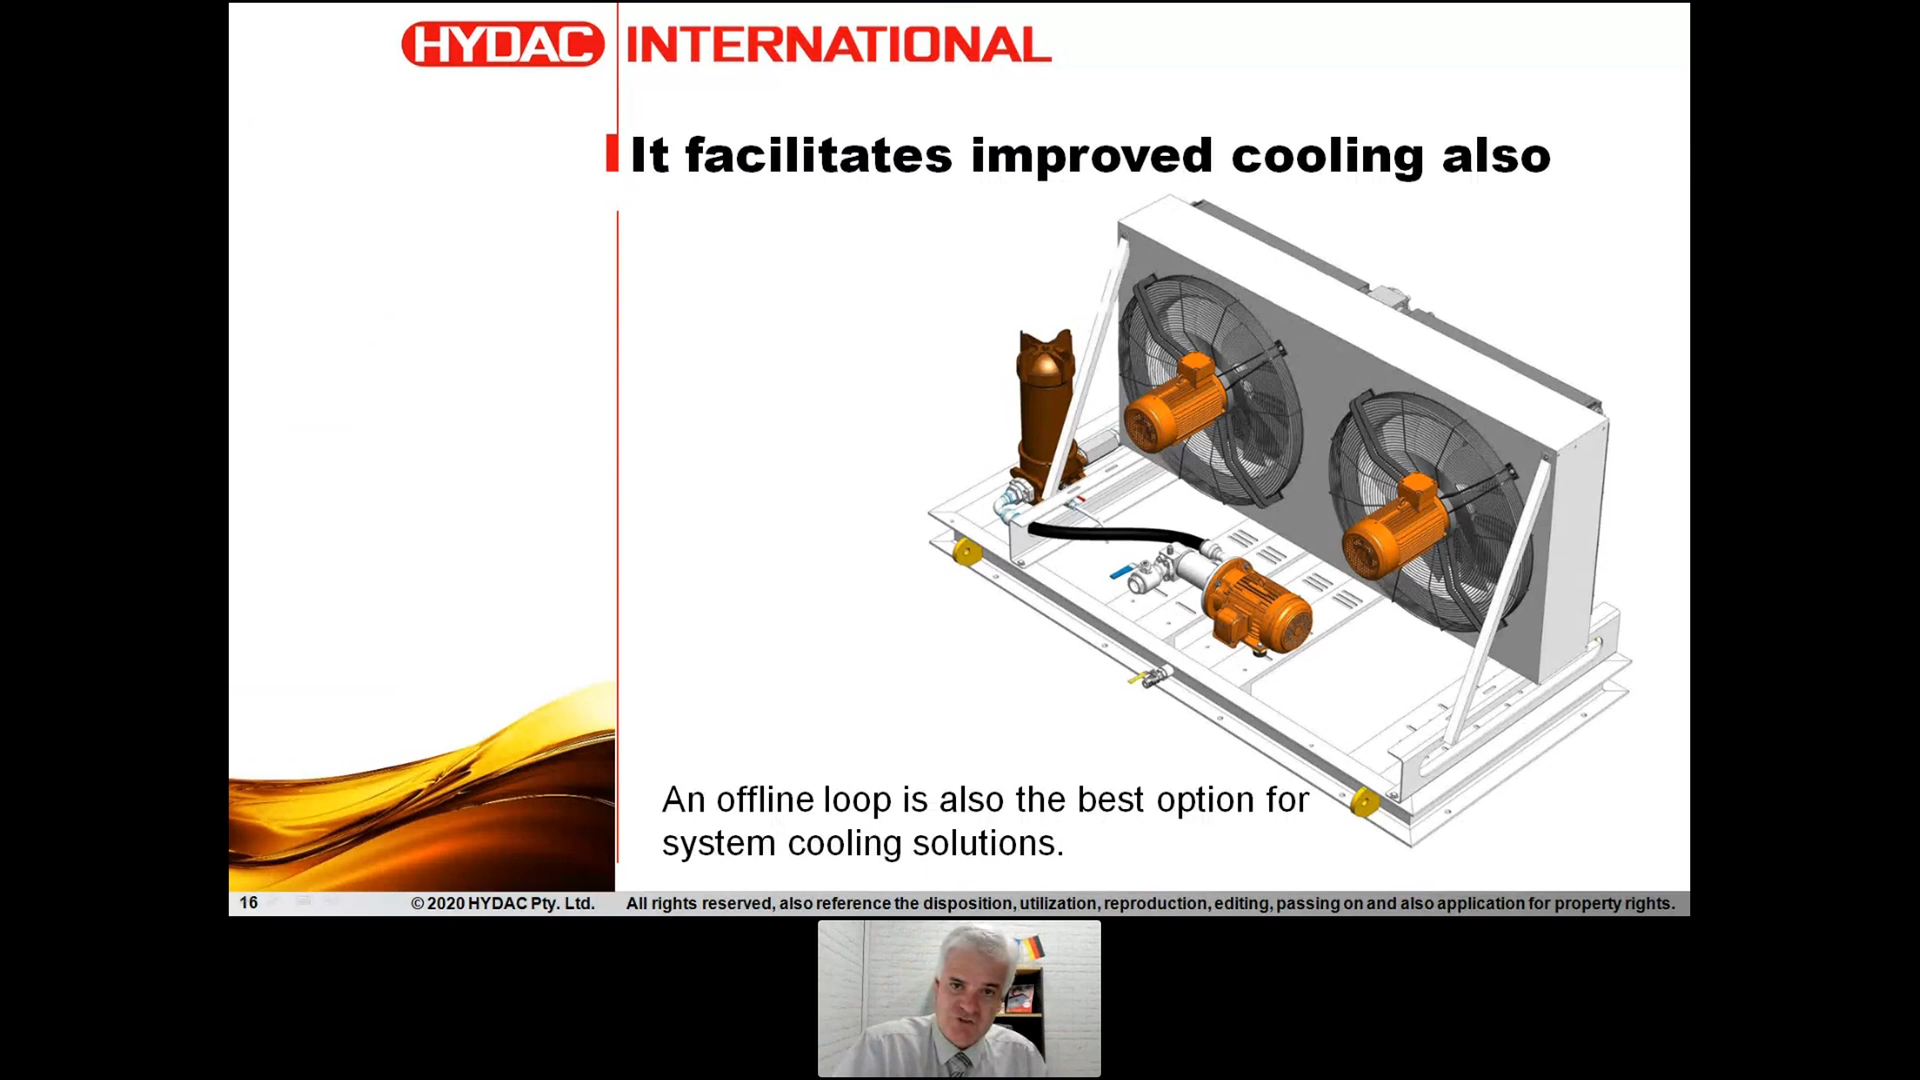 HYDAC INTERNATIONAL
It facilitates improved cooling also
An offline loop is also the best option for
system cooling solutions.
16 © 2020 HYDAC Pty. Ltd. All rights reserved, also reference the disposition, utilization, reproduction, editing, passing on and also application for property rights.